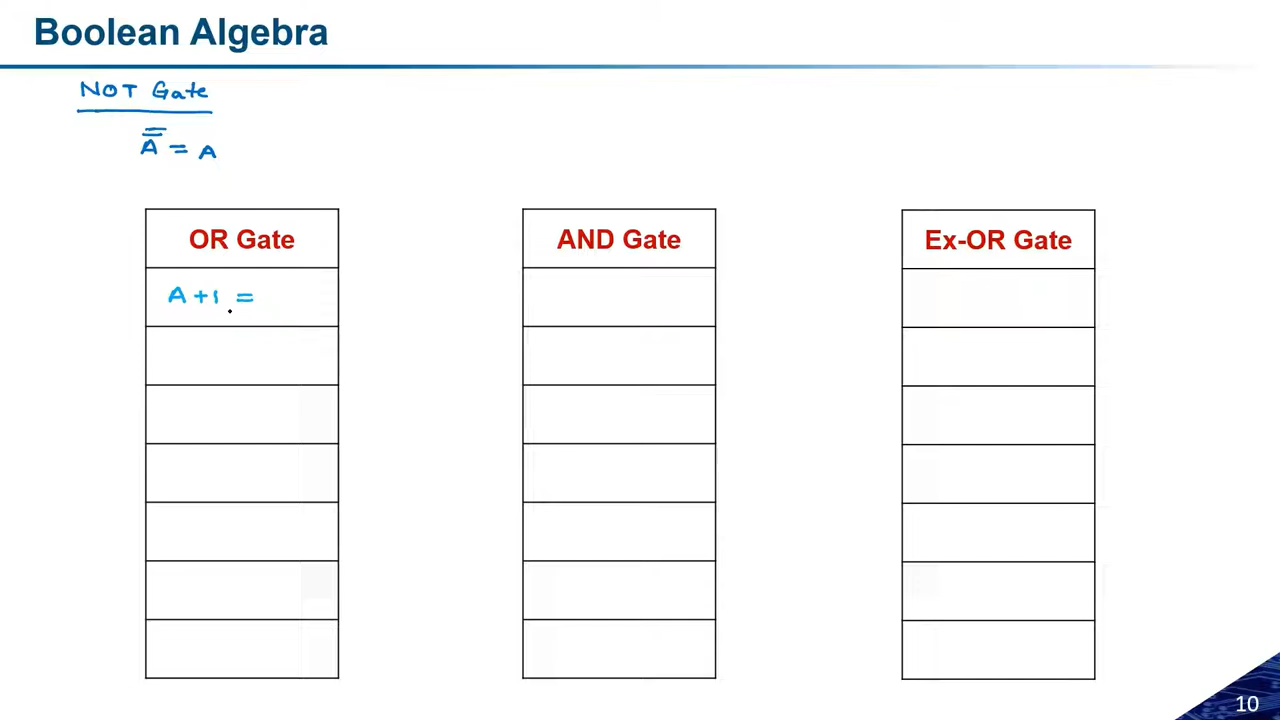 Boolean Algebra
NOT Gate
A̿ = A
OR Gate
AND Gate
Ex-OR Gate
A + 1 =
10